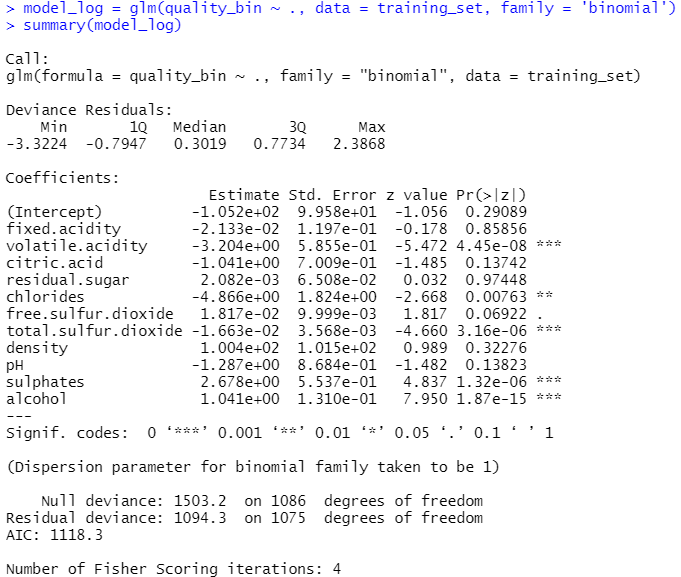 > model_log = glm(quality_bin ~ ., data = training_set, family = 'binomial')
> summary(model_log)
Call:
glm(formula = quality_bin ~ ., family = "binomial", data = training_set)
Deviance Residuals:
Min 1Q Median 3Q Max
-3.3224 -0.7947 0.3019 0.7734 2.3868
Coefficients:
Estimate Std. Error z value Pr(>|z|)
(Intercept) -1.052e+02 9.958e+01 -1.056 0.29089
fixed.acidity -2.133e-02 1.197e-01 -0.178 0.85856
volatile.acidity -3.204e+00 5.855e-01 -5.472 4.45e-08 ***
citric.acid -1.041e+00 7.009e-01 -1.485 0.13742
residual.sugar 2.082e-03 6.508e-02 0.032 0.97448
chlorides -4.866e+00 1.824e+00 -2.668 0.00763 **
free.sulfur.dioxide 1.817e-02 9.999e-03 1.817 0.06922 .
total.sulfur.dioxide -1.663e-02 3.568e-03 -4.660 3.16e-06 ***
density 1.004e+02 1.015e+02 0.989 0.32276
pH -1.287e+00 8.684e-01 -1.482 0.13823
sulphates 2.678e+00 5.537e-01 4.837 1.32e-06 ***
alcohol 1.041e+00 1.310e-01 7.950 1.87e-15 ***
---
Signif. codes: 0 ‘***’ 0.001 ‘**’ 0.01 ‘*’ 0.05 ‘.’ 0.1 ‘ ’ 1
(Dispersion parameter for binomial family taken to be 1)
Null deviance: 1503.2 on 1086 degrees of freedom
Residual deviance: 1094.3 on 1075 degrees of freedom
AIC: 1118.3
Number of Fisher Scoring iterations: 4